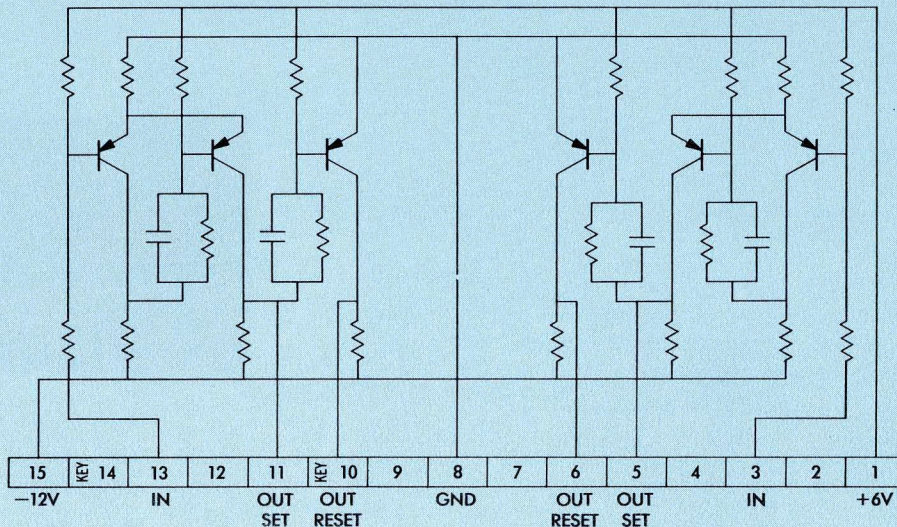 15 KEY 14 13 12 11 KEY 10 9 8 7 6 5 4 3 2 1
−12V IN OUT OUT GND OUT OUT IN +6V
SET RESET RESET SET